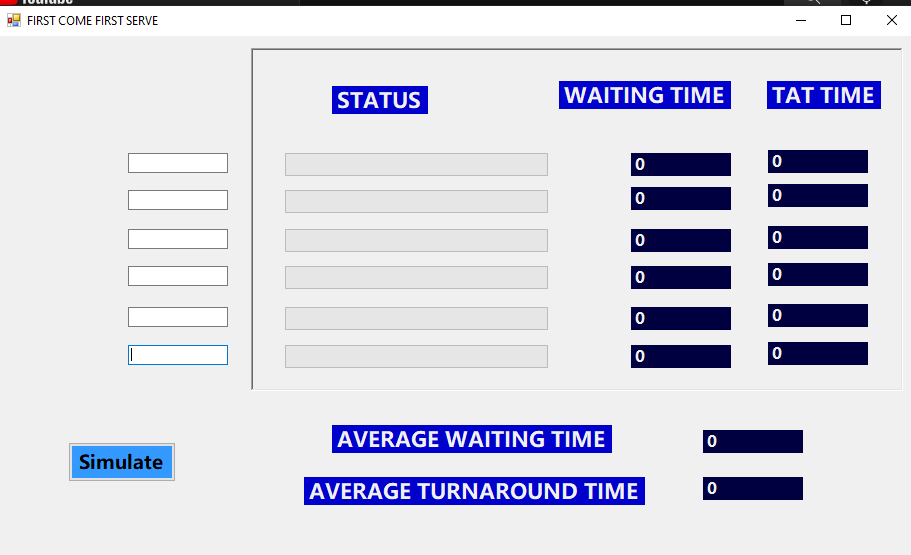 YouTube
FIRST COME FIRST SERVE
STATUS WAITING TIME TAT TIME
0 0
0 0
0 0
0 0
0 0
0 0
AVERAGE WAITING TIME 0
Simulate
AVERAGE TURNAROUND TIME 0